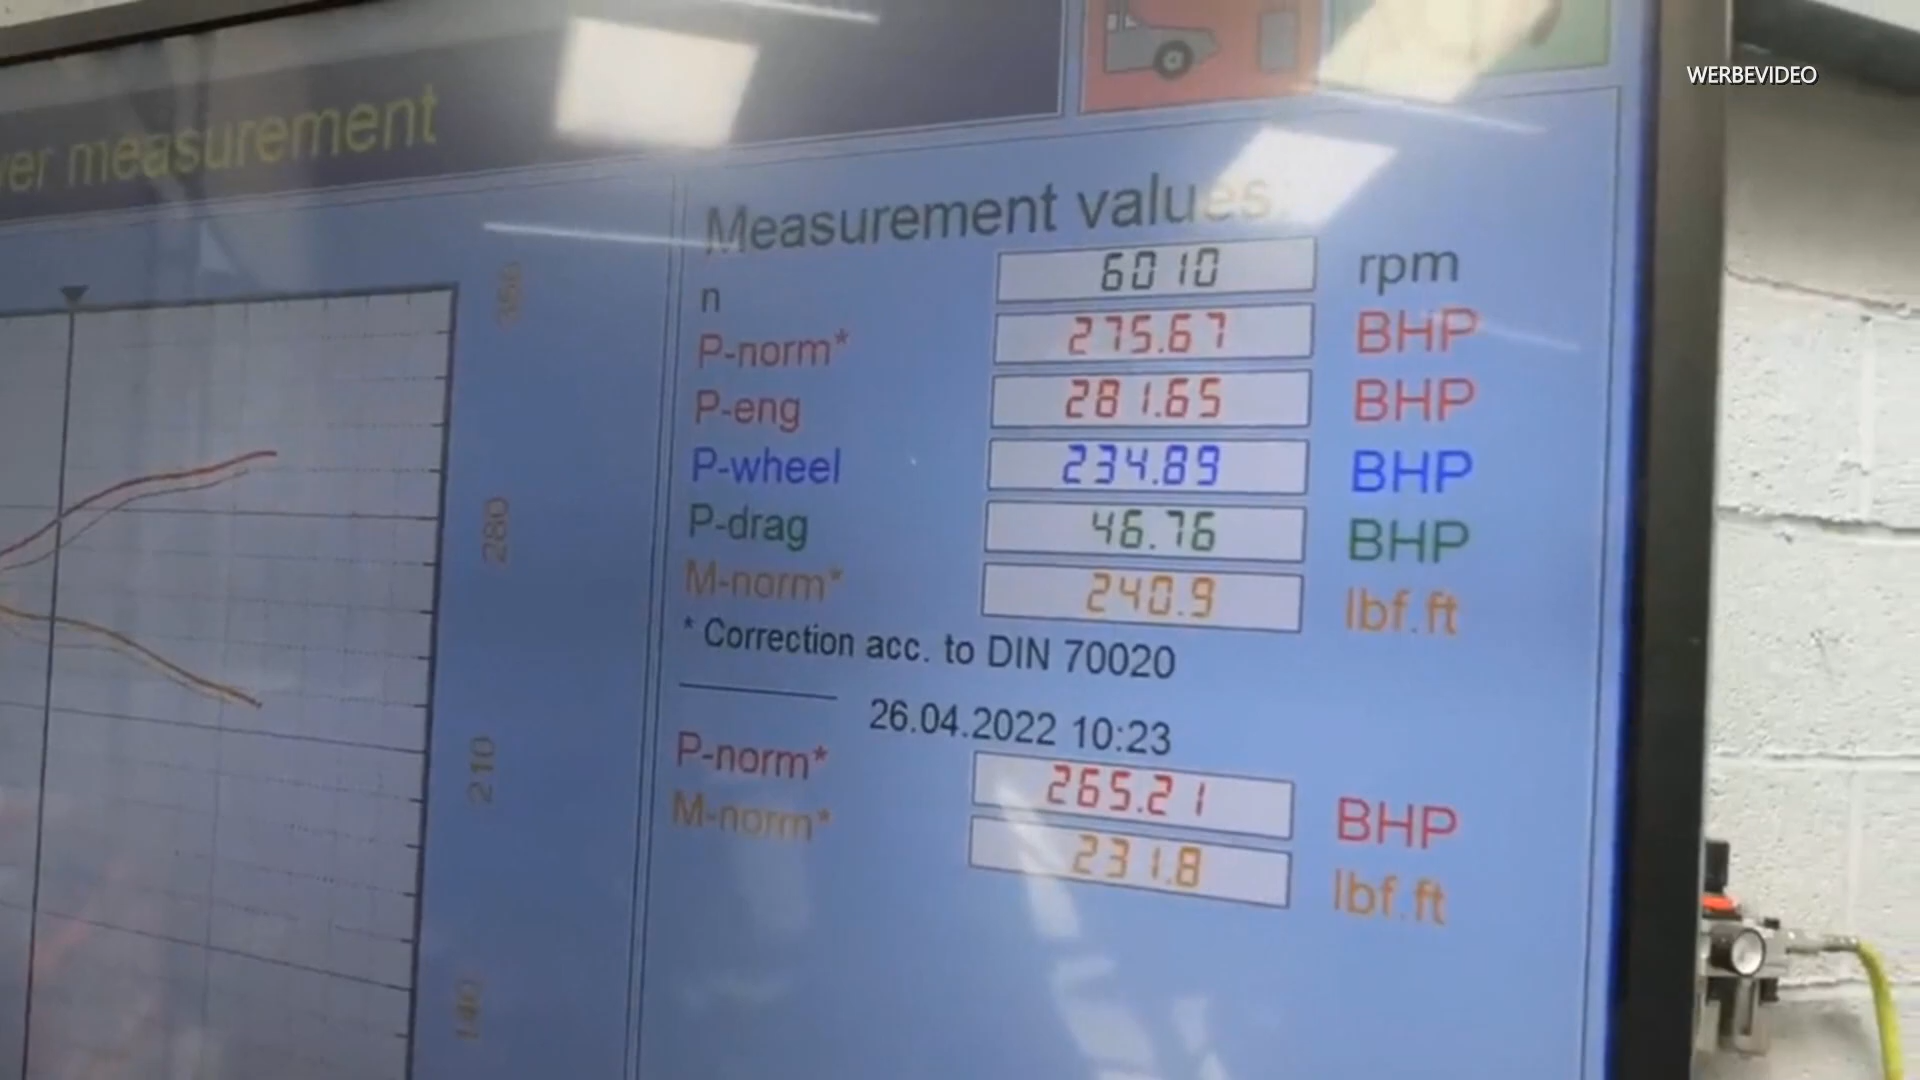 WERBEVIDEO
measurement
Measurement values
n 6010 rpm
P-norm* 275.67 BHP
P-eng 281.65 BHP
P-wheel 234.89 BHP
P-drag 46.76 BHP
M-norm* 240.9 lbf.ft
* Correction acc. to DIN 70020
26.04.2022 10:23
P-norm* 265.21 BHP
M-norm* 231.8 lbf.ft
280
210
140